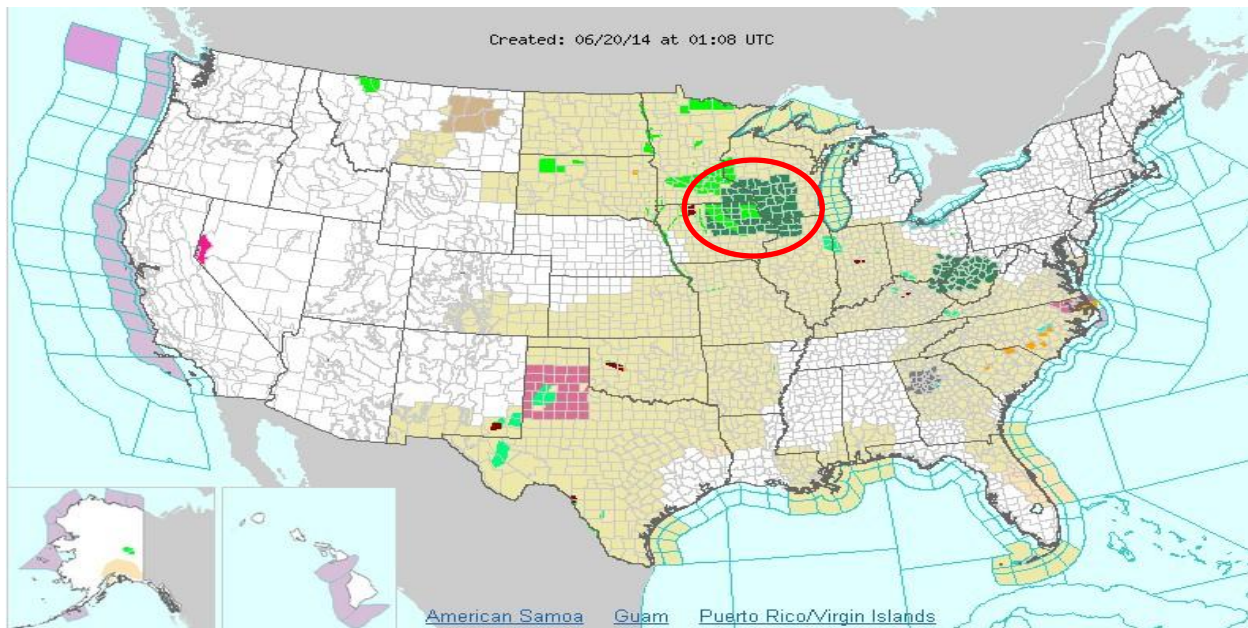 Created: 06/20/14 at 01:08 UTC
American Samoa Guam Puerto Rico/Virgin Islands